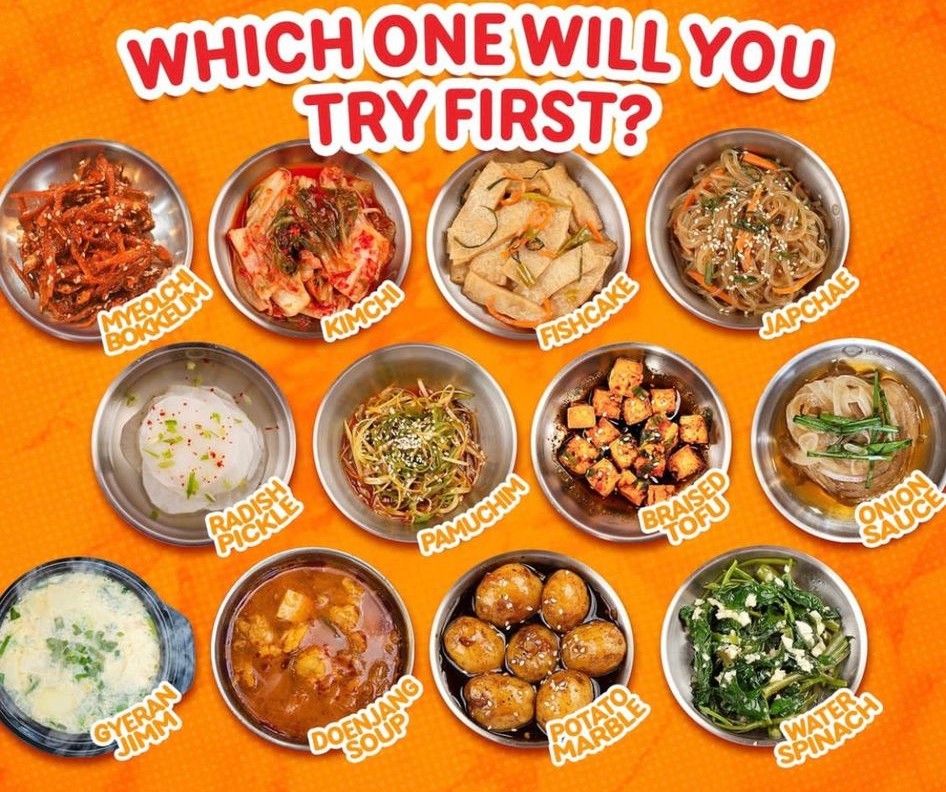 WHICH ONE WILL YOU
TRY FIRST?
MYEOLCHI
BOKKEUM
KIMCHI
FISHCAKE
JAPCHAE
RADISH
PICKLE
PAMUCHIM
BRAISED
TOFU
ONION
SAUCE
GYERAN
JIMM
DOENJANG
SOUP
POTATO
MARBLE
WATER
SPINACH